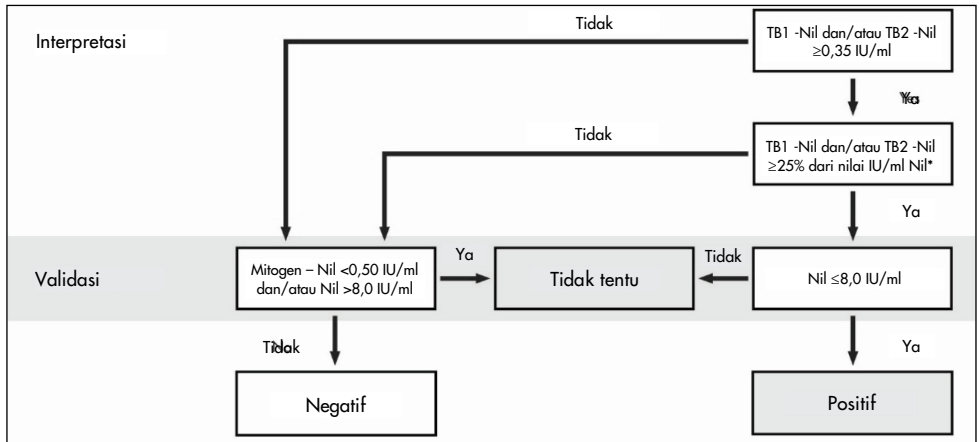 Interpretasi
Tidak
TB1 -Nil dan/atau TB2 -Nil
≥0,35 IU/ml
Ya
Tidak
TB1 -Nil dan/atau TB2 -Nil
≥25% dari nilai IU/ml Nil*
Ya
Validasi
Mitogen – Nil <0,50 IU/ml
dan/atau Nil >8,0 IU/ml
Ya
Tidak tentu
Tidak
Nil ≤8,0 IU/ml
Tidak
Ya
Negatif
Positif